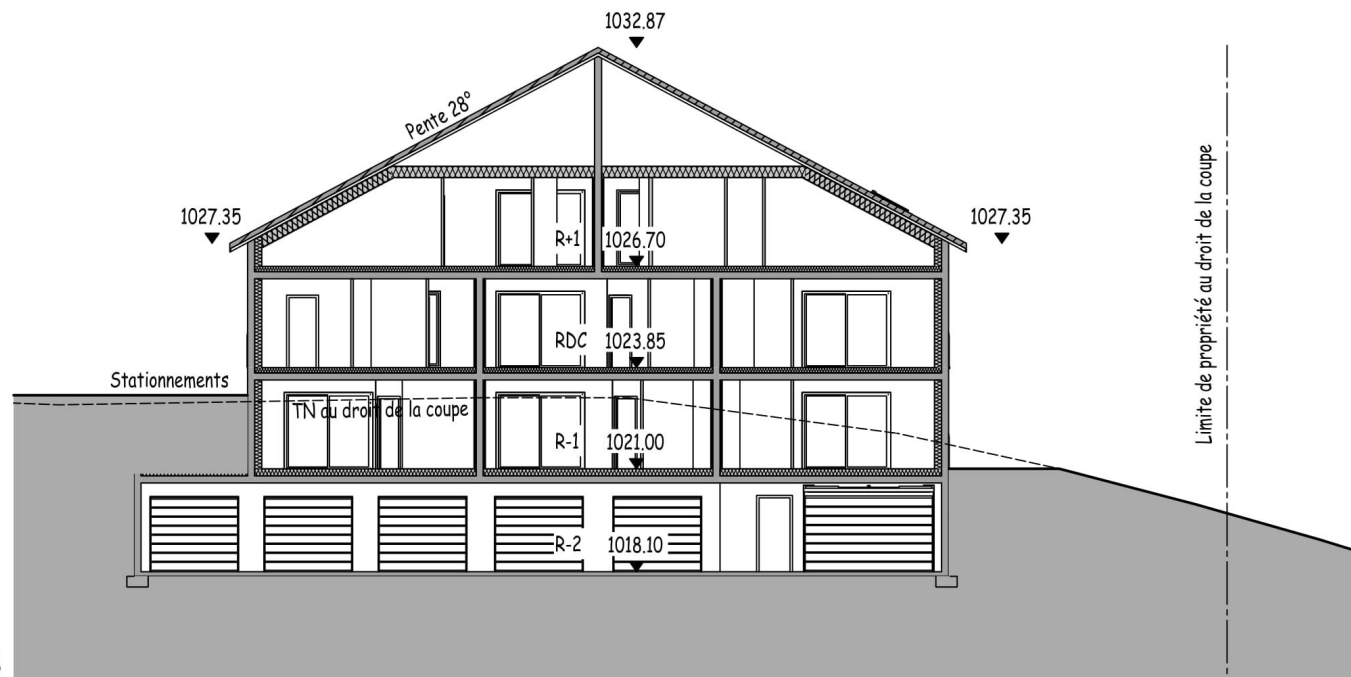 1032.87
Pente 28°
1027.35
1027.35
R+1 1026.70
RDC 1023.85
Stationnements
TN au droit de la coupe
R-1 1021.00
R-2 1018.10
Limite de propriété au droit de la coupe